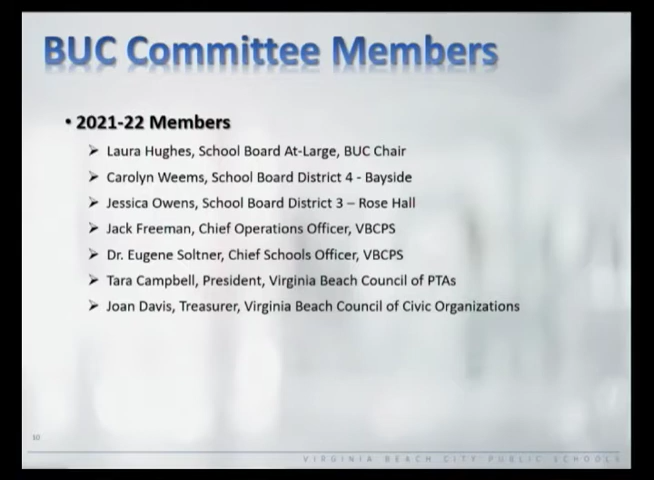 BUC Committee Members
• 2021-22 Members
➢ Laura Hughes, School Board At-Large, BUC Chair
➢ Carolyn Weems, School Board District 4 - Bayside
➢ Jessica Owens, School Board District 3 – Rose Hall
➢ Jack Freeman, Chief Operations Officer, VBCPS
➢ Dr. Eugene Soltner, Chief Schools Officer, VBCPS
➢ Tara Campbell, President, Virginia Beach Council of PTAs
➢ Joan Davis, Treasurer, Virginia Beach Council of Civic Organizations
10
VIRGINIA BEACH CITY PUBLIC SCHOOLS